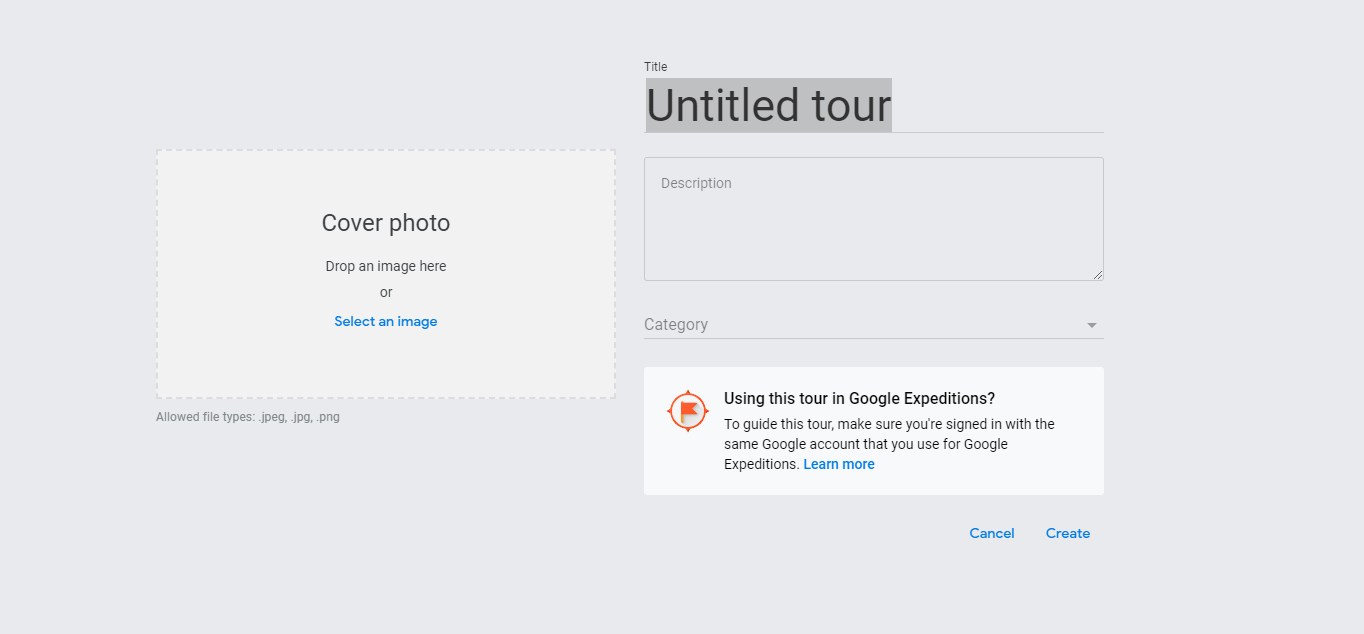 Title
Untitled tour
Description
Cover photo
Drop an image here
or
Select an image
Allowed file types: .jpeg, .jpg, .png
Category
Using this tour in Google Expeditions?
To guide this tour, make sure you're signed in with the
same Google account that you use for Google
Expeditions. Learn more
Cancel Create